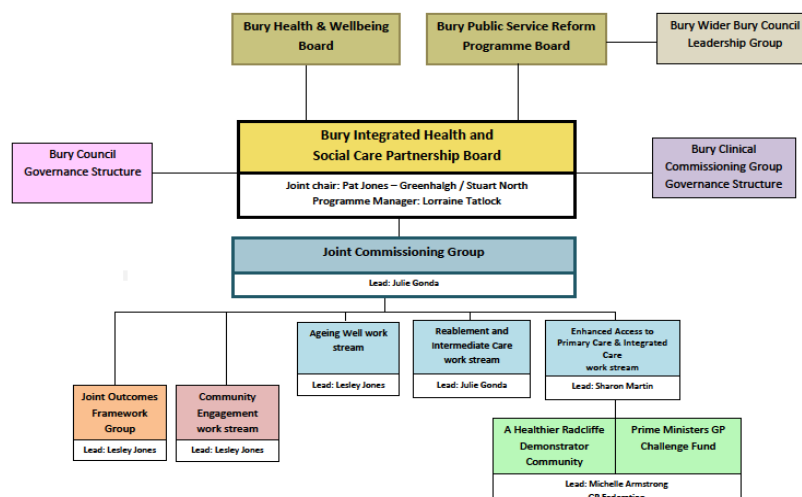 Bury Health & Wellbeing
Board
Bury Public Service Reform
Programme Board
Bury Wider Bury Council
Leadership Group
Bury Integrated Health and
Social Care Partnership Board
Joint chair: Pat Jones – Greenhalgh / Stuart North
Programme Manager: Lorraine Tatlock
Bury Council
Governance Structure
Bury Clinical
Commissioning Group
Governance Structure
Joint Commissioning Group
Lead: Julie Gonda
Ageing Well work
stream
Lead: Lesley Jones
Reablement and
Intermediate Care
work stream
Lead: Julie Gonda
Enhanced Access to
Primary Care & Integrated
Care
work stream
Lead: Sharon Martin
Joint Outcomes
Framework
Group
Lead: Lesley Jones
Community
Engagement
work stream
Lead: Lesley Jones
A Healthier Radcliffe
Demonstrator
Community
Prime Ministers GP
Challenge Fund
Lead: Michelle Armstrong
GP Federation